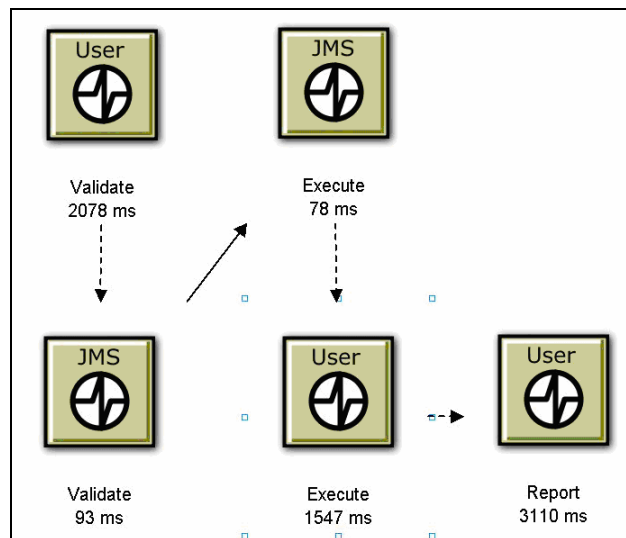 User
JMS
Validate
2078 ms
Execute
78 ms
JMS
User
User
Validate
93 ms
Execute
1547 ms
Report
3110 ms